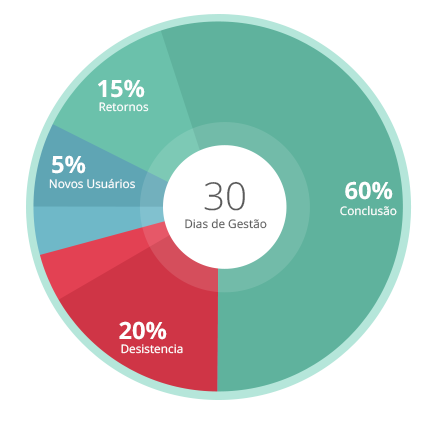 15%
Retornos
5%
Novos Usuários
30
Dias de Gestão
60%
Conclusão
20%
Desistencia